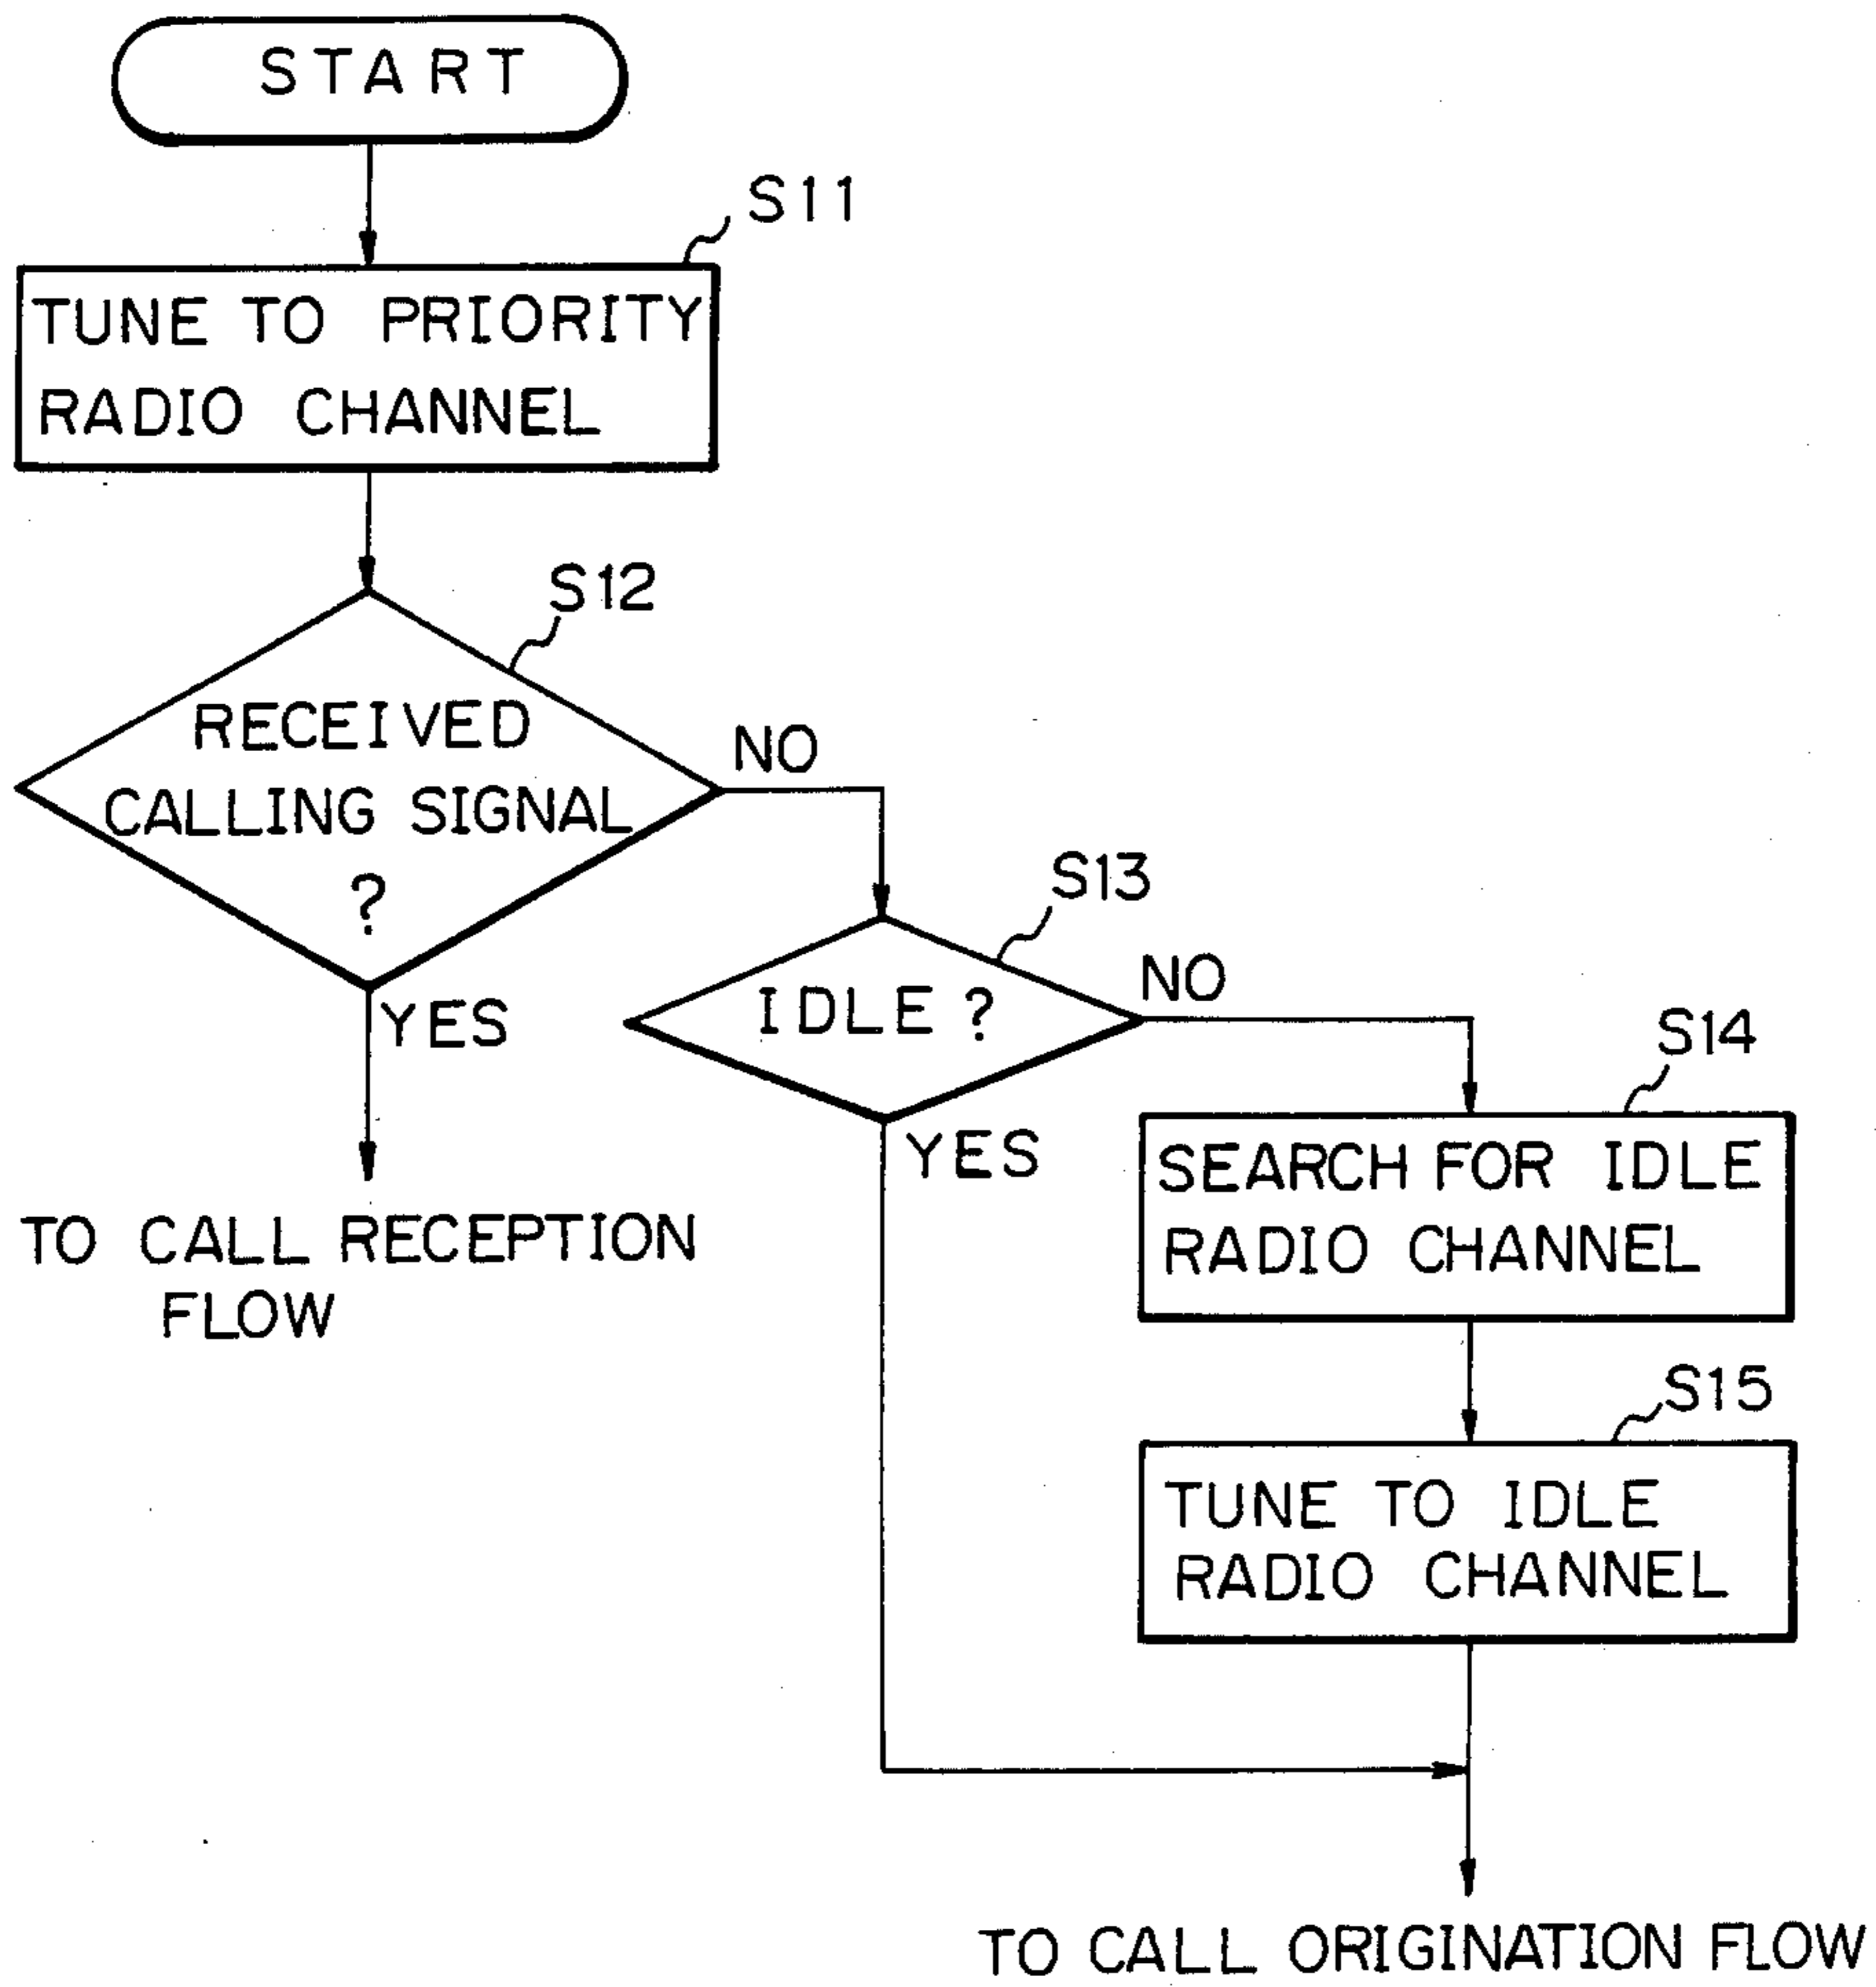 START
S11
TUNE TO PRIORITY
RADIO CHANNEL
S12
RECEIVED
CALLING SIGNAL
?
NO
YES
TO CALL RECEPTION
FLOW
S13
IDLE ?
NO
YES
S14
SEARCH FOR IDLE
RADIO CHANNEL
S15
TUNE TO IDLE
RADIO CHANNEL
TO CALL ORIGINATION FLOW